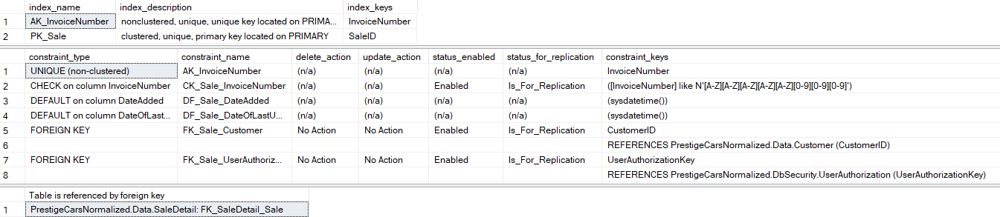 index_name index_description index_keys
1 AK_InvoiceNumber nonclustered, unique, unique key located on PRIMA... InvoiceNumber
2 PK_Sale clustered, unique, primary key located on PRIMARY SaleID
constraint_type constraint_name delete_action update_action status_enabled status_for_replication constraint_keys
1 UNIQUE (non-clustered) AK_InvoiceNumber (n/a) (n/a) (n/a) (n/a) InvoiceNumber
2 CHECK on column InvoiceNumber CK_Sale_InvoiceNumber (n/a) (n/a) Enabled Is_For_Replication ([InvoiceNumber] like N'[A-Z][A-Z][A-Z][A-Z][A-Z][0-9][0-9][0-9]')
3 DEFAULT on column DateAdded DF_Sale_DateAdded (n/a) (n/a) (n/a) (n/a) (sysdatetime())
4 DEFAULT on column DateOfLast... DF_Sale_DateOfLastU... (n/a) (n/a) (n/a) (n/a) (sysdatetime())
5 FOREIGN KEY FK_Sale_Customer No Action No Action Enabled Is_For_Replication CustomerID
6 REFERENCES PrestigeCarsNormalized.Data.Customer (CustomerID)
7 FOREIGN KEY FK_Sale_UserAuthoriz... No Action No Action Enabled Is_For_Replication UserAuthorizationKey
8 REFERENCES PrestigeCarsNormalized.DbSecurity.UserAuthorization (UserAuthorizationKey)
Table is referenced by foreign key
1 PrestigeCarsNormalized.Data.SaleDetail: FK_SaleDetail_Sale